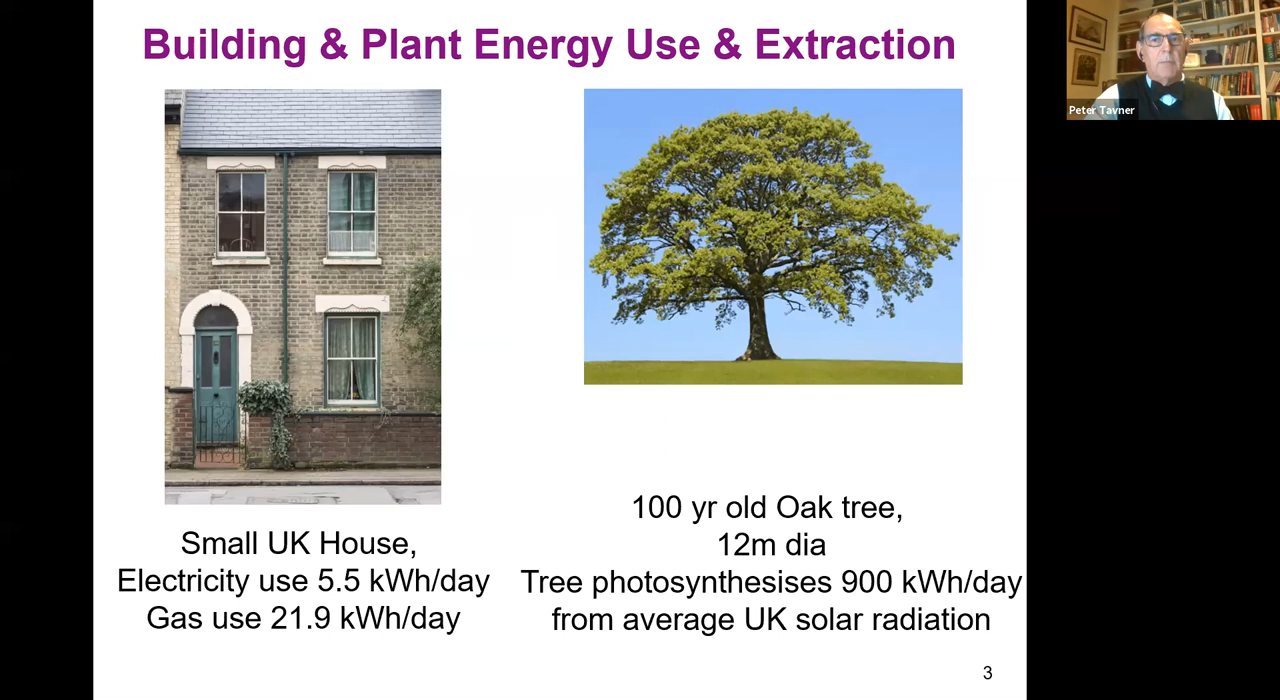 Building & Plant Energy Use & Extraction
Peter Tavner
Small UK House,
Electricity use 5.5 kWh/day
Gas use 21.9 kWh/day
100 yr old Oak tree,
12m dia
Tree photosynthesises 900 kWh/day
from average UK solar radiation
3